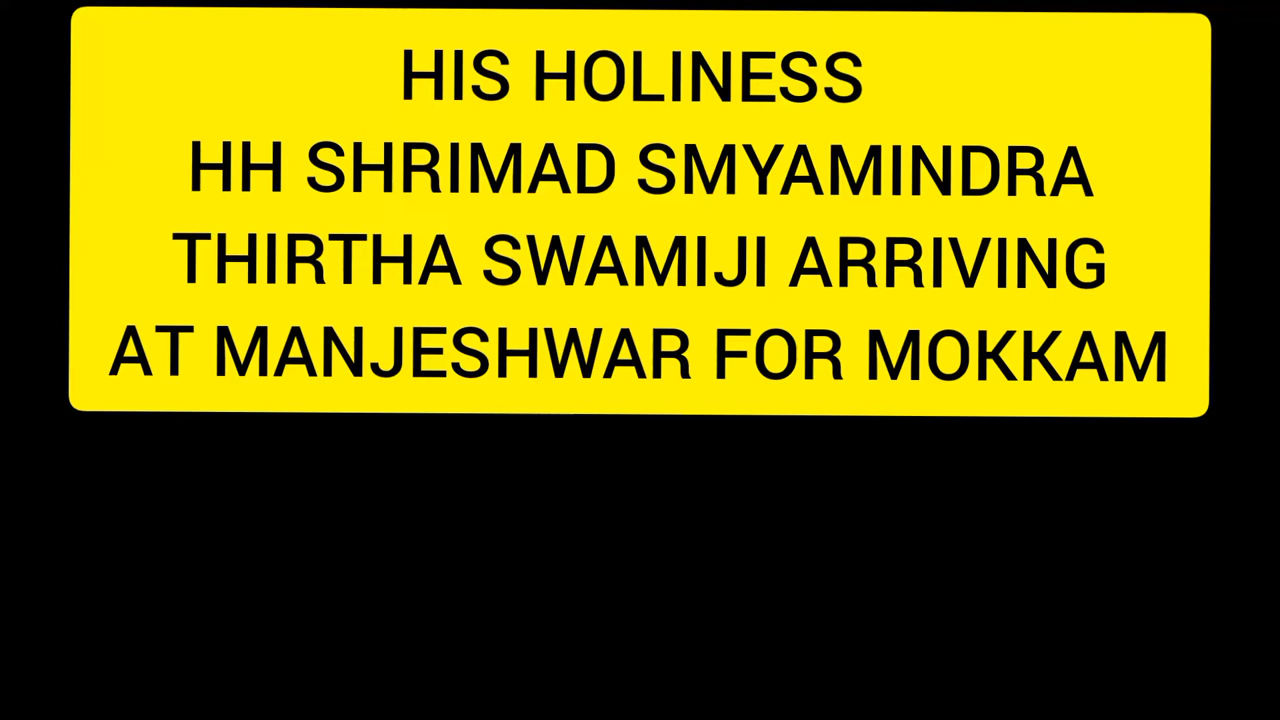 HIS HOLINESS
HH SHRIMAD SMYAMINDRA
THIRTHA SWAMIJI ARRIVING
AT MANJESHWAR FOR MOKKAM